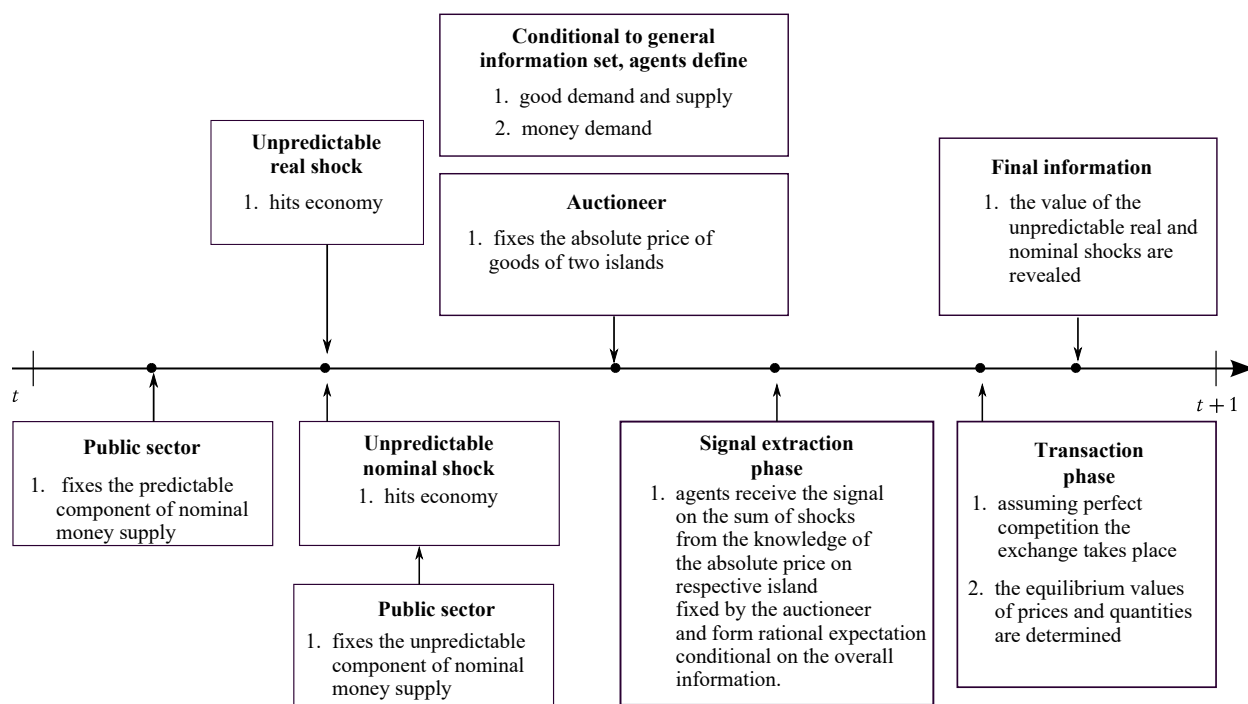 Conditional to general
information set, agents define
1. good demand and supply
2. money demand
Unpredictable
real shock
1. hits economy
Auctioneer
1. fixes the absolute price of
goods of two islands
Final information
1. the value of the
unpredictable real and
nominal shocks are
revealed
t
t + 1
Public sector
1. fixes the predictable
component of nominal
money supply
Unpredictable
nominal shock
1. hits economy
Public sector
1. fixes the unpredictable
component of nominal
money supply
Signal extraction
phase
1. agents receive the signal
on the sum of shocks
from the knowledge of
the absolute price on
respective island
fixed by the auctioneer
and form rational expectation
conditional on the overall
information.
Transaction
phase
1. assuming perfect
competition the
exchange takes place
2. the equilibrium values
of prices and quantities
are determined